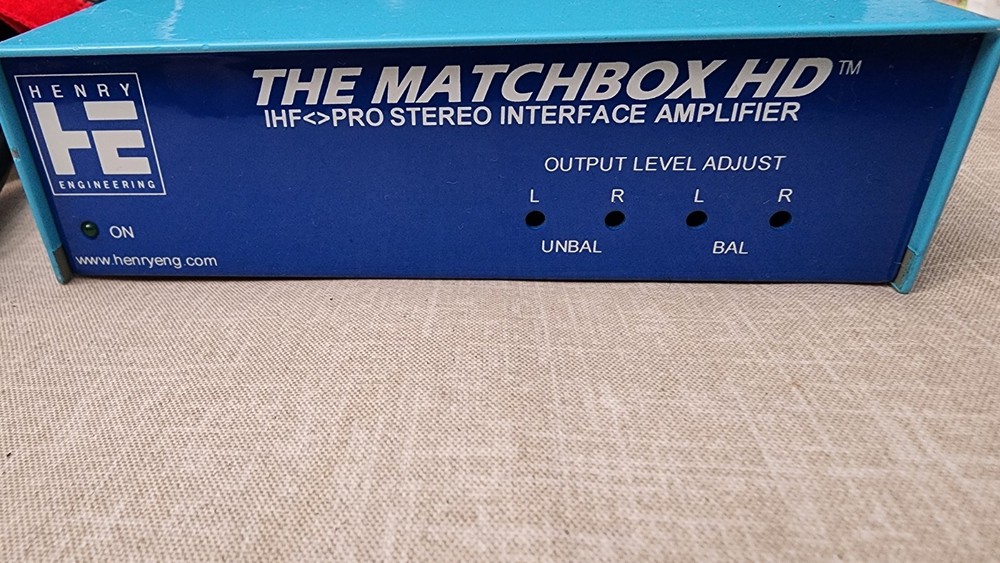 HENRY
HE
ENGINEERING
THE MATCHBOX HD™
IHF<>PRO STEREO INTERFACE AMPLIFIER
OUTPUT LEVEL ADJUST
L R L R
UNBAL BAL
ON
www.henryeng.com